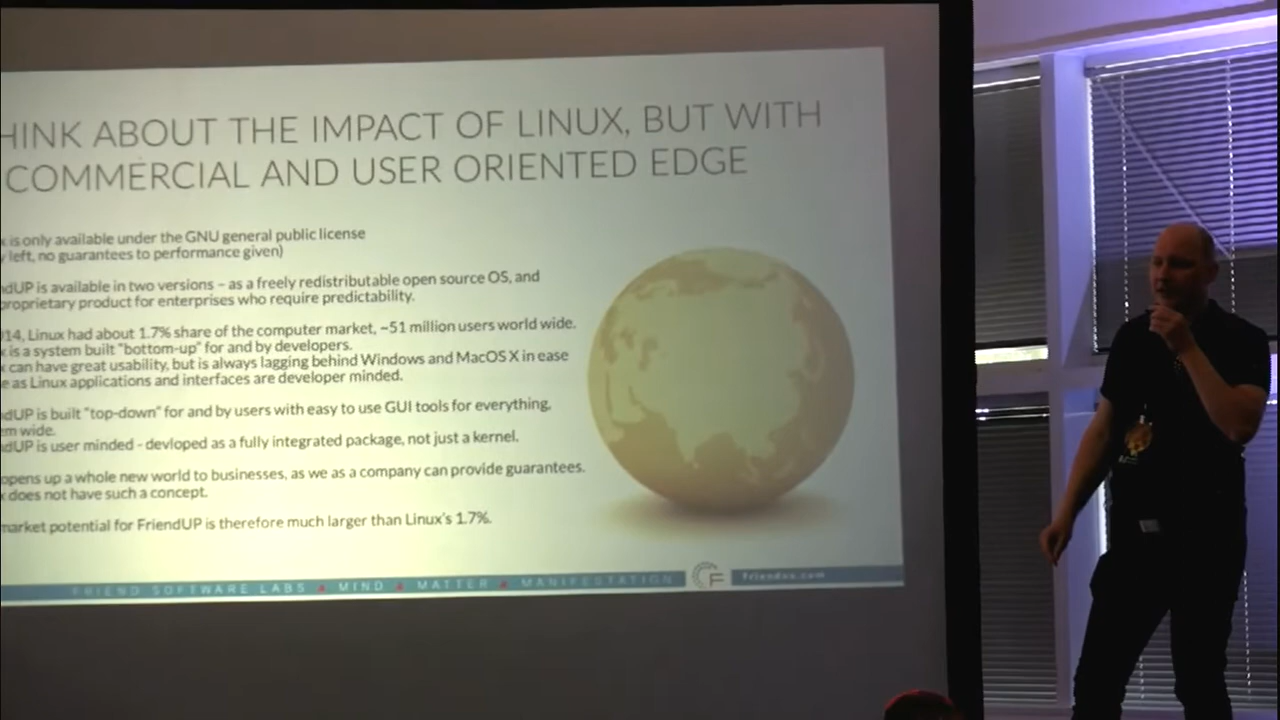 HINK ABOUT THE IMPACT OF LINUX, BUT WITH
COMMERCIAL AND USER ORIENTED EDGE
x is only available under the GNU general public license
y left, no guarantees to performance given)
ndUP is available in two versions – as a freely redistributable open source OS, and
proprietary product for enterprises who require predictability.
014, Linux had about 1.7% share of the computer market, ~51 million users world wide.
x is a system built "bottom-up" for and by developers.
x can have great usability, but is always lagging behind Windows and MacOS X in ease
e as Linux applications and interfaces are developer minded.
ndUP is built "top-down" for and by users with easy to use GUI tools for everything,
em wide.
ndUP is user minded - devloped as a fully integrated package, not just a kernel.
opens up a whole new world to businesses, as we as a company can provide guarantees.
x does not have such a concept.
market potential for FriendUP is therefore much larger than Linux's 1.7%.
FRIEND SOFTWARE LABS MIND MATTER MANIFESTATION
F